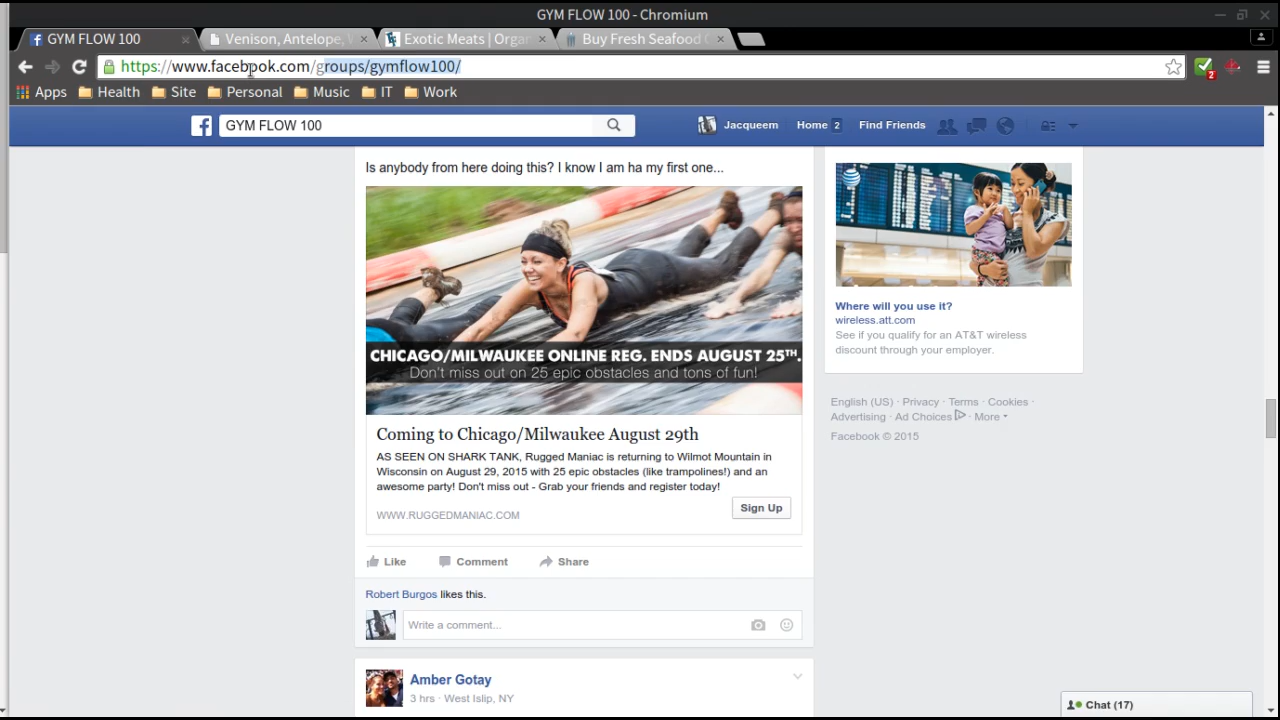 GYM FLOW 100 - Chromium
GYM FLOW 100
Venison, Antelope,
Exotic Meats | Orga
Buy Fresh Seafood
https://www.facebook.com/groups/gymflow100/
2
Apps Health Site Personal Music IT Work
GYM FLOW 100
Jacqueem Home 2 Find Friends
Is anybody from here doing this? I know I am ha my first one...
CHICAGO/MILWAUKEE ONLINE REG. ENDS AUGUST 25TH.
Don't miss out on 25 epic obstacles and tons of fun!
Coming to Chicago/Milwaukee August 29th
AS SEEN ON SHARK TANK, Rugged Maniac is returning to Wilmot Mountain in
Wisconsin on August 29, 2015 with 25 epic obstacles (like trampolines!) and an
awesome party! Don't miss out - Grab your friends and register today!
WWW.RUGGEDMANIAC.COM
Sign Up
Like Comment Share
Robert Burgos likes this.
Write a comment...
Amber Gotay
3 hrs · West Islip, NY
Where will you use it?
wireless.att.com
See if you qualify for an AT&T wireless
discount through your employer.
English (US) · Privacy · Terms · Cookies ·
Advertising · Ad Choices · More
Facebook © 2015
Chat (17)